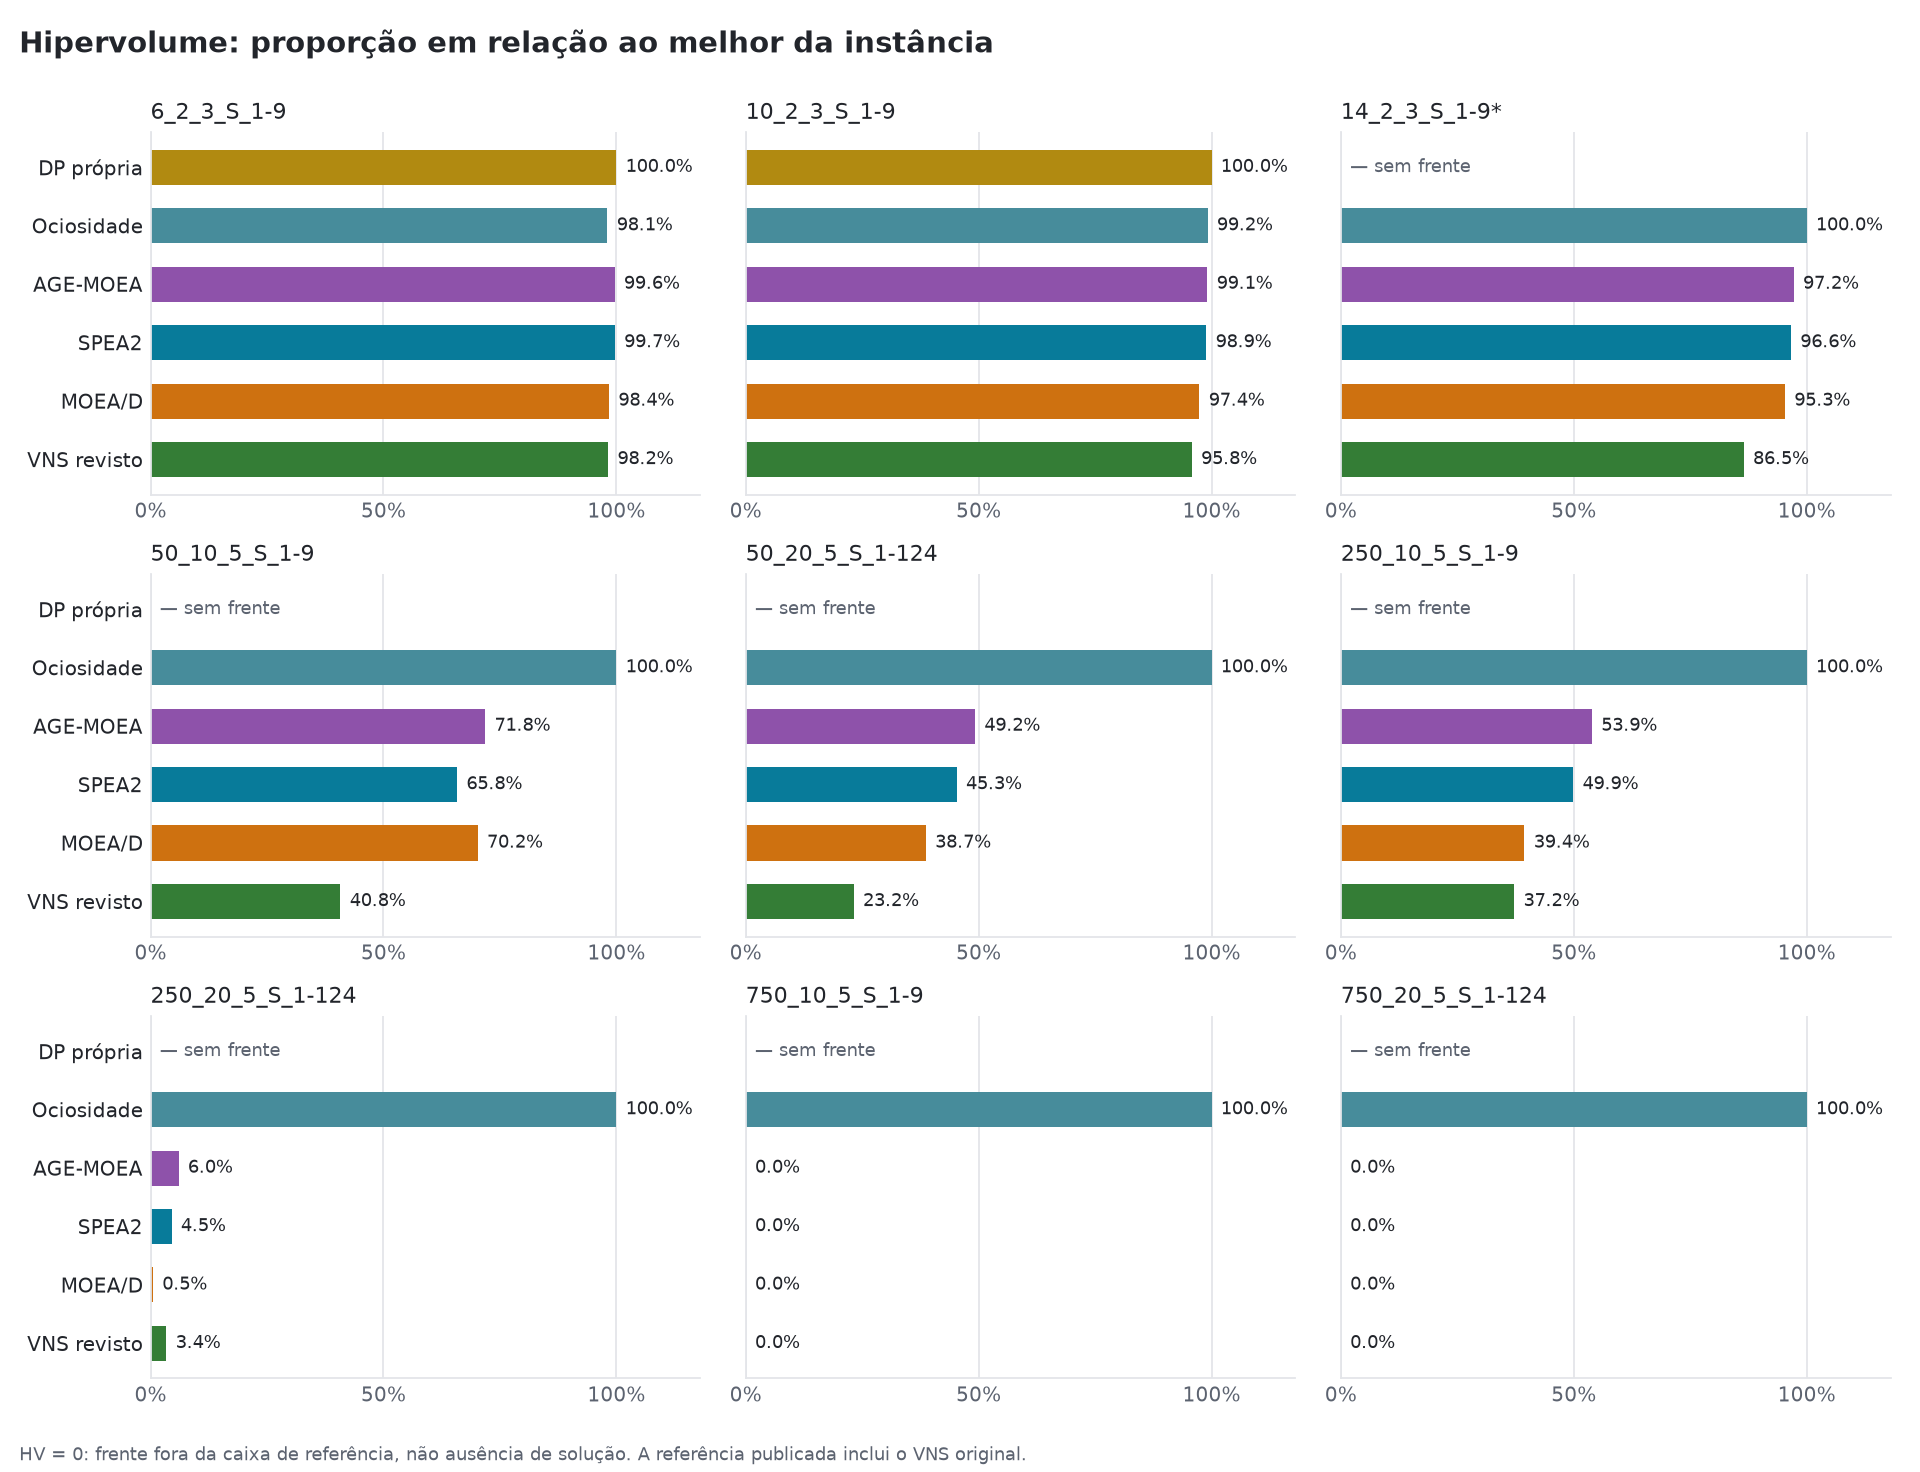 Hipervolume: proporção em relação ao melhor da instância
6_2_3_S_1-9
DP própria 100.0%
Ociosidade 98.1%
AGE-MOEA 99.6%
SPEA2 99.7%
MOEA/D 98.4%
VNS revisto 98.2%
0% 50% 100%
10_2_3_S_1-9
100.0%
99.2%
99.1%
98.9%
97.4%
95.8%
0% 50% 100%
14_2_3_S_1-9*
— sem frente
100.0%
97.2%
96.6%
95.3%
86.5%
0% 50% 100%
50_10_5_S_1-9
DP própria — sem frente
Ociosidade 100.0%
AGE-MOEA 71.8%
SPEA2 65.8%
MOEA/D 70.2%
VNS revisto 40.8%
0% 50% 100%
50_20_5_S_1-124
— sem frente
100.0%
49.2%
45.3%
38.7%
23.2%
0% 50% 100%
250_10_5_S_1-9
— sem frente
100.0%
53.9%
49.9%
39.4%
37.2%
0% 50% 100%
250_20_5_S_1-124
DP própria — sem frente
Ociosidade 100.0%
AGE-MOEA 6.0%
SPEA2 4.5%
MOEA/D 0.5%
VNS revisto 3.4%
0% 50% 100%
750_10_5_S_1-9
— sem frente
100.0%
0.0%
0.0%
0.0%
0.0%
0% 50% 100%
750_20_5_S_1-124
— sem frente
100.0%
0.0%
0.0%
0.0%
0.0%
0% 50% 100%
HV = 0: frente fora da caixa de referência, não ausência de solução. A referência publicada inclui o VNS original.